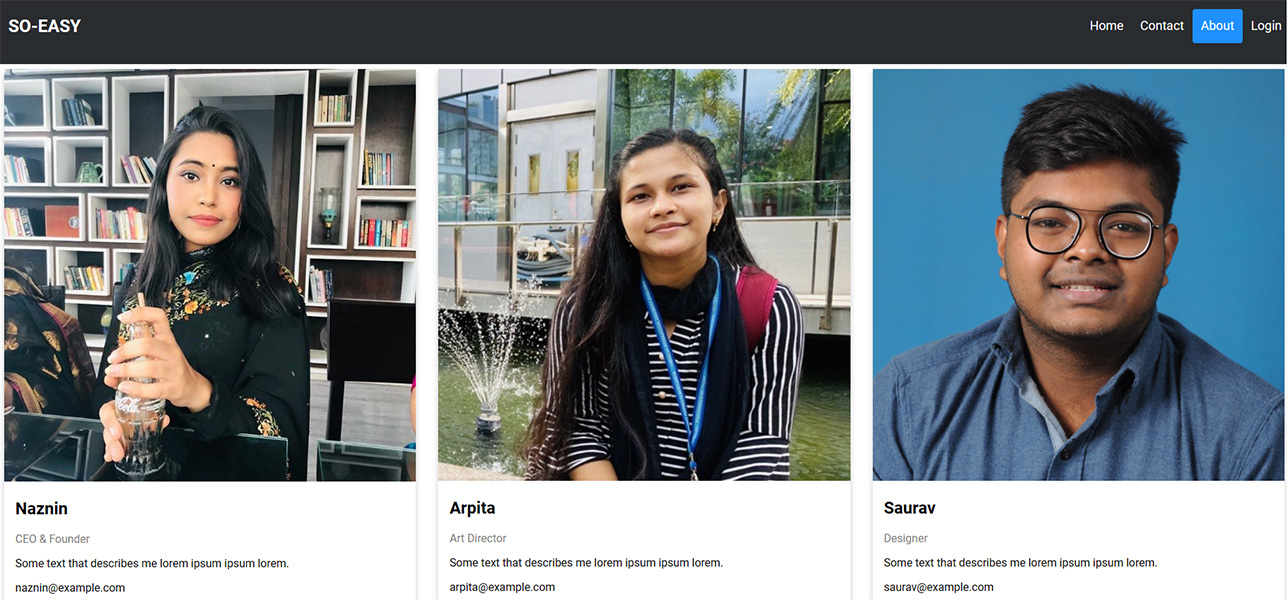 SO-EASY
Home Contact About Login
Naznin
CEO & Founder
Some text that describes me lorem ipsum ipsum lorem.
naznin@example.com
Arpita
Art Director
Some text that describes me lorem ipsum ipsum lorem.
arpita@example.com
Saurav
Designer
Some text that describes me lorem ipsum ipsum lorem.
saurav@example.com